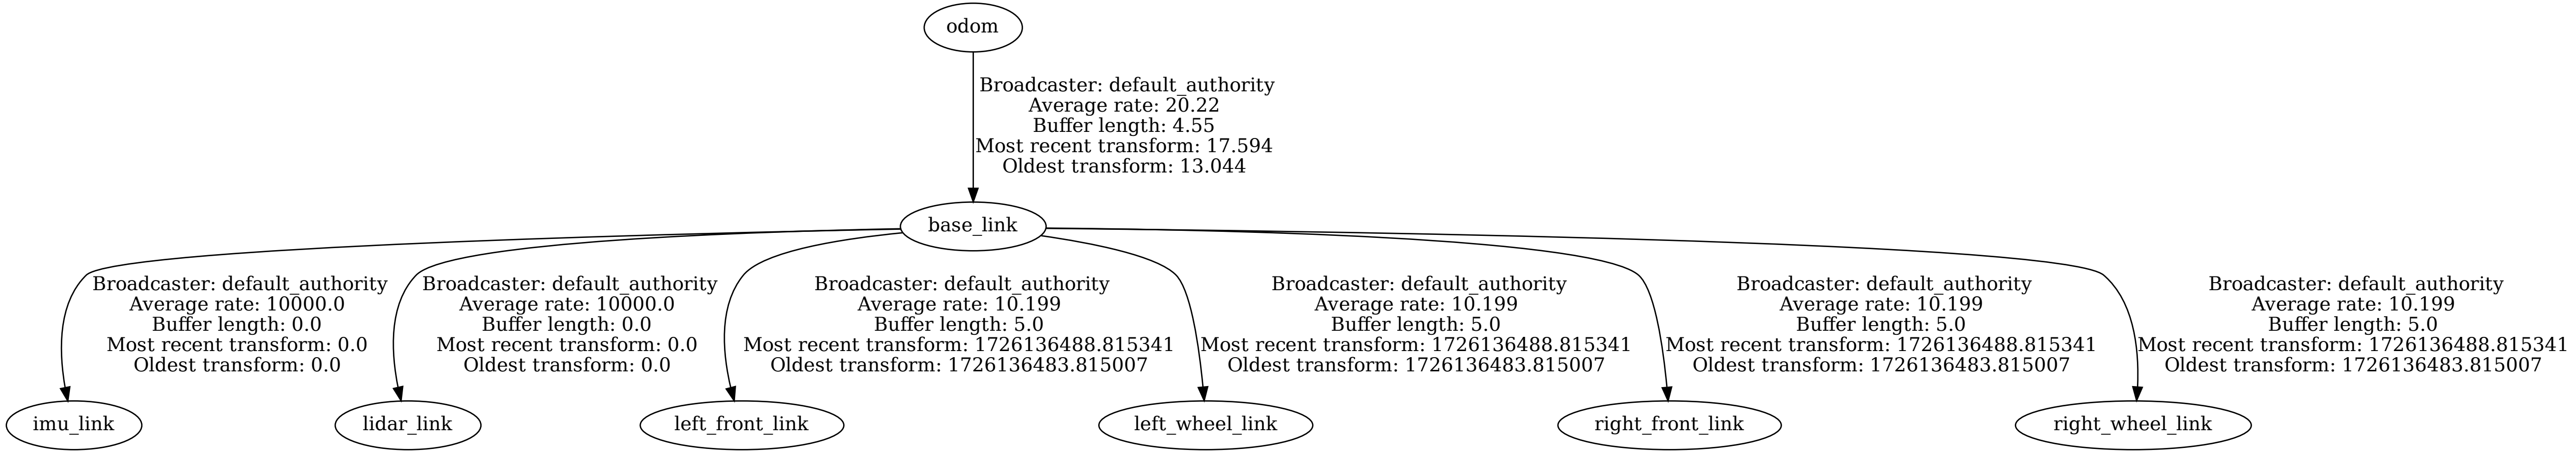 odom
Broadcaster: default_authority
Average rate: 20.22
Buffer length: 4.55
Most recent transform: 17.594
Oldest transform: 13.044
base_link
Broadcaster: default_authority
Average rate: 10000.0
Buffer length: 0.0
Most recent transform: 0.0
Oldest transform: 0.0
Broadcaster: default_authority
Average rate: 10000.0
Buffer length: 0.0
Most recent transform: 0.0
Oldest transform: 0.0
Broadcaster: default_authority
Average rate: 10.199
Buffer length: 5.0
Most recent transform: 1726136488.815341
Oldest transform: 1726136483.815007
Broadcaster: default_authority
Average rate: 10.199
Buffer length: 5.0
Most recent transform: 1726136488.815341
Oldest transform: 1726136483.815007
Broadcaster: default_authority
Average rate: 10.199
Buffer length: 5.0
Most recent transform: 1726136488.815341
Oldest transform: 1726136483.815007
Broadcaster: default_authority
Average rate: 10.199
Buffer length: 5.0
Most recent transform: 1726136488.815341
Oldest transform: 1726136483.815007
imu_link
lidar_link
left_front_link
left_wheel_link
right_front_link
right_wheel_link